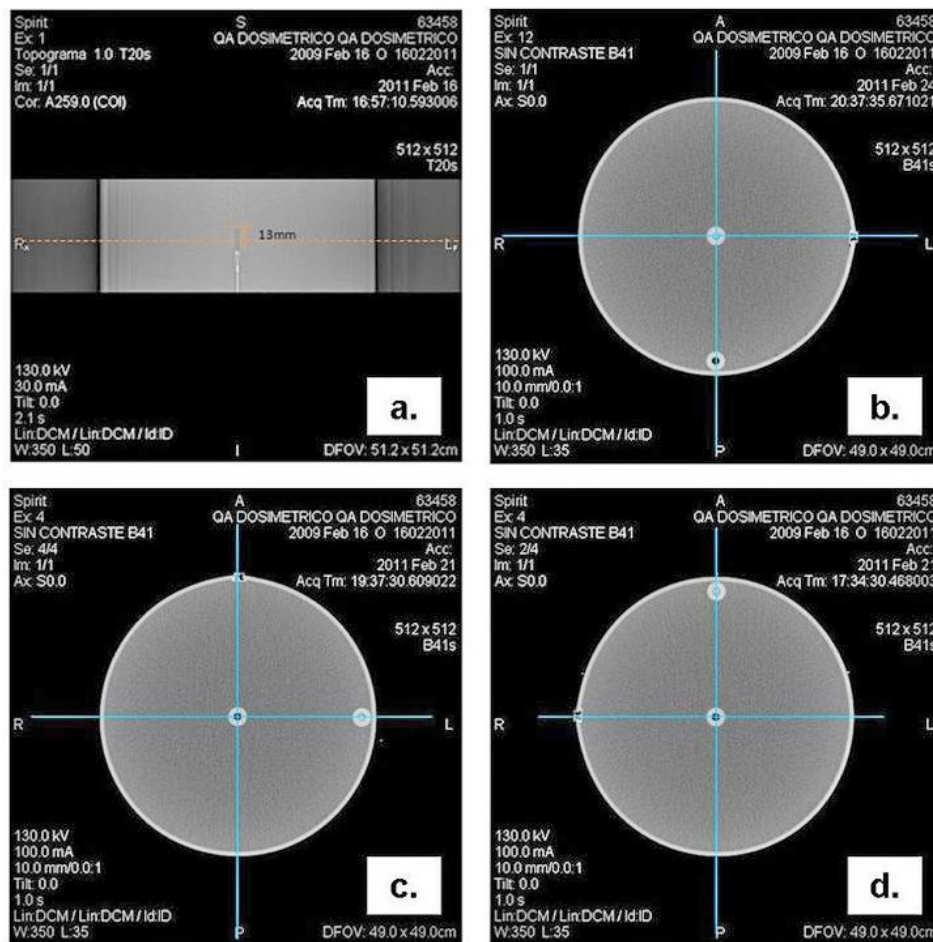 Spirit S 63458
Ex: 1 QA DOSIMETRICO QA DOSIMETRICO
Topograma 1.0 T20s 2009 Feb 16 O 16022011
Se: 1/1 Acc:
Im: 1/1 2011 Feb 16
Cor: A259.0 (COI) Acq Tm: 16:57:10.593006
512 x 512
T20s
13mm
R L
130.0 kV
30.0 mA
Tilt: 0.0
2.1 s
Lin:DCM / Lin:DCM / Id:ID
W:350 L:50 I DFOV: 51.2 x 51.2cm
a.
Spirit A 63458
Ex: 12 QA DOSIMETRICO QA DOSIMETRICO
SIN CONTRASTE B41 2009 Feb 16 O 16022011
Se: 1/1 Acc:
Im: 1/1 2011 Feb 24
Ax: S0.0 Acq Tm: 20:37:35.671021
512 x 512
B41s
R L
130.0 kV
100.0 mA
10.0 mm/0.0:1
Tilt: 0.0
1.0 s
Lin:DCM / Lin:DCM / Id:ID
W:350 L:35 P DFOV: 49.0 x 49.0cm
b.
Spirit A 63458
Ex: 4 QA DOSIMETRICO QA DOSIMETRICO
SIN CONTRASTE B41 2009 Feb 16 O 16022011
Se: 4/4 Acc:
Im: 1/1 2011 Feb 21
Ax: S0.0 Acq Tm: 19:37:30.609022
512 x 512
B41s
R L
130.0 kV
100.0 mA
10.0 mm/0.0:1
Tilt: 0.0
1.0 s
Lin:DCM / Lin:DCM / Id:ID
W:350 L:35 P DFOV: 49.0 x 49.0cm
c.
Spirit A 63458
Ex: 4 QA DOSIMETRICO QA DOSIMETRICO
SIN CONTRASTE B41 2009 Feb 16 O 16022011
Se: 2/4 Acc:
Im: 1/1 2011 Feb 21
Ax: S0.0 Acq Tm: 17:34:30.468003
512 x 512
B41s
R L
130.0 kV
100.0 mA
10.0 mm/0.0:1
Tilt: 0.0
1.0 s
Lin:DCM / Lin:DCM / Id:ID
W:350 L:35 P DFOV: 49.0 x 49.0cm
d.